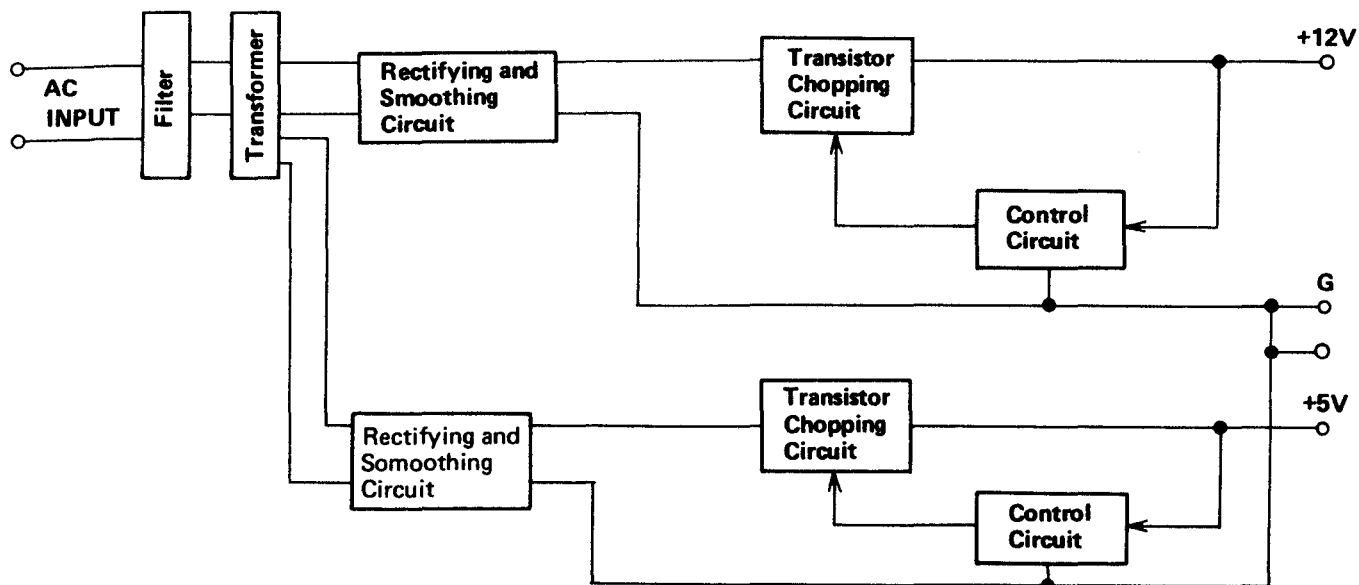 AC
INPUT
Filter
Transformer
Rectifying and
Smoothing
Circuit
Transistor
Chopping
Circuit
+12V
Control
Circuit
G
Rectifying and
Somoothing
Circuit
Transistor
Chopping
Circuit
+5V
Control
Circuit